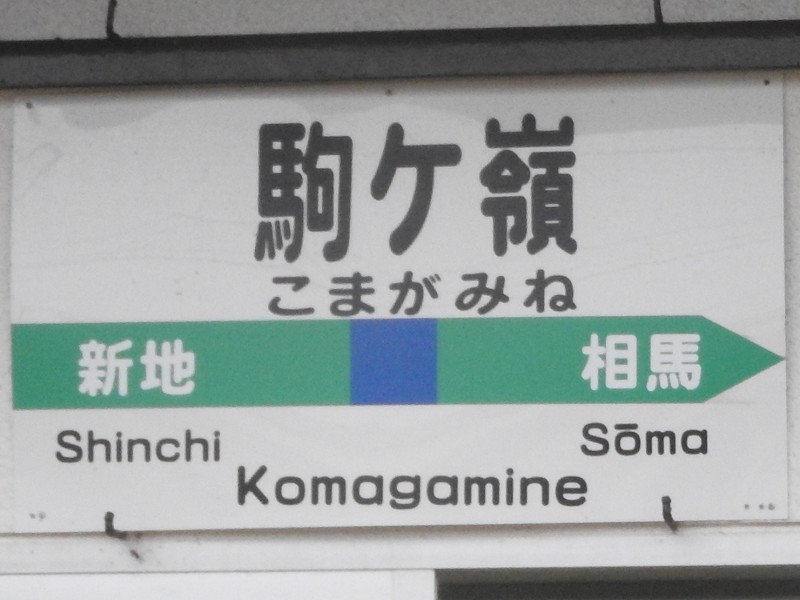 駒ケ嶺
こまがみね
新地 相馬
Shinchi Sōma
Komagamine